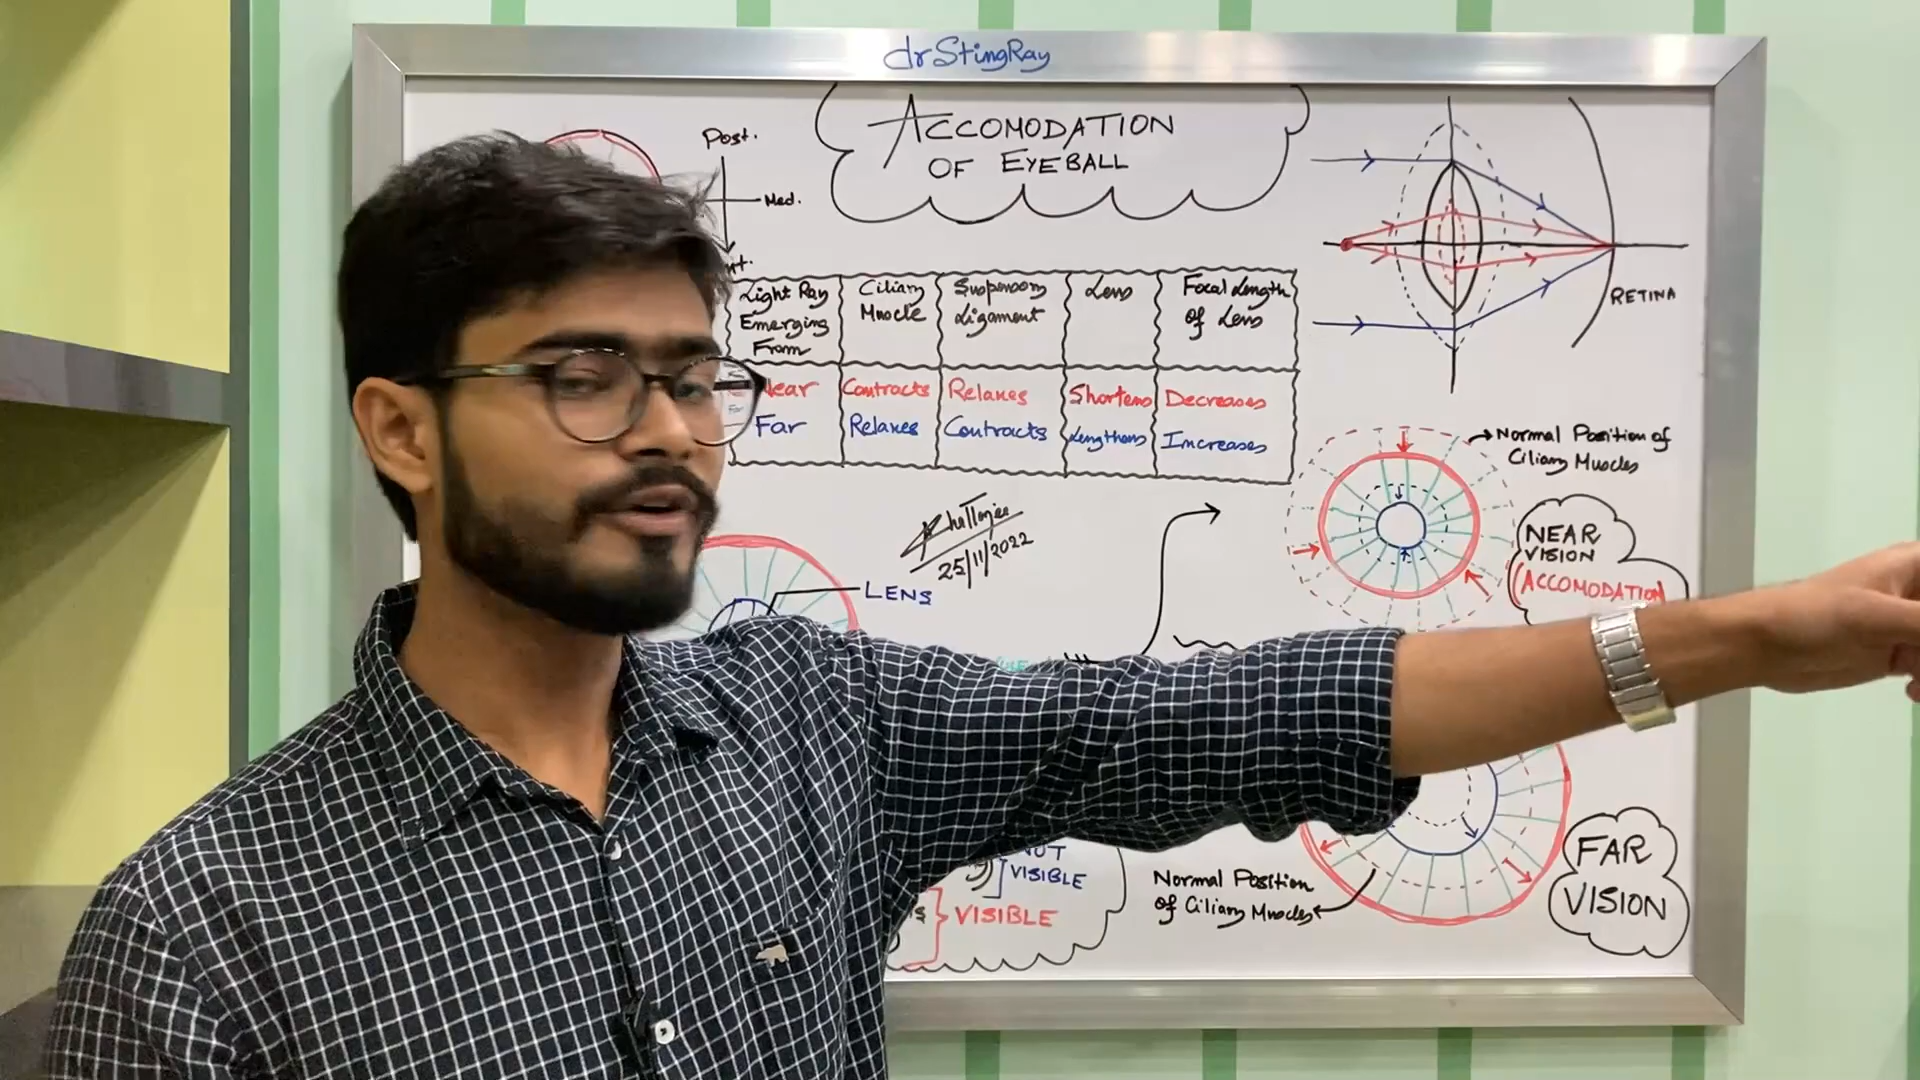 drStingRay
ACCOMODATION
OF EYEBALL
Post.
Med.
Light Ray
Emerging
From
Ciliary
Muscle
Suspensory
Ligament
Lens
Focal Length
of Lens
Near
Contracts
Relaxes
Shortens
Decreases
Far
Relaxes
Contracts
Lengthens
Increases
RETINA
Normal Position of
Ciliary Muscles
NEAR
VISION
(ACCOMODATION
25/11/2022
LENS
NOT
VISIBLE
VISIBLE
Normal Position
of Ciliary Muscles
FAR
VISION